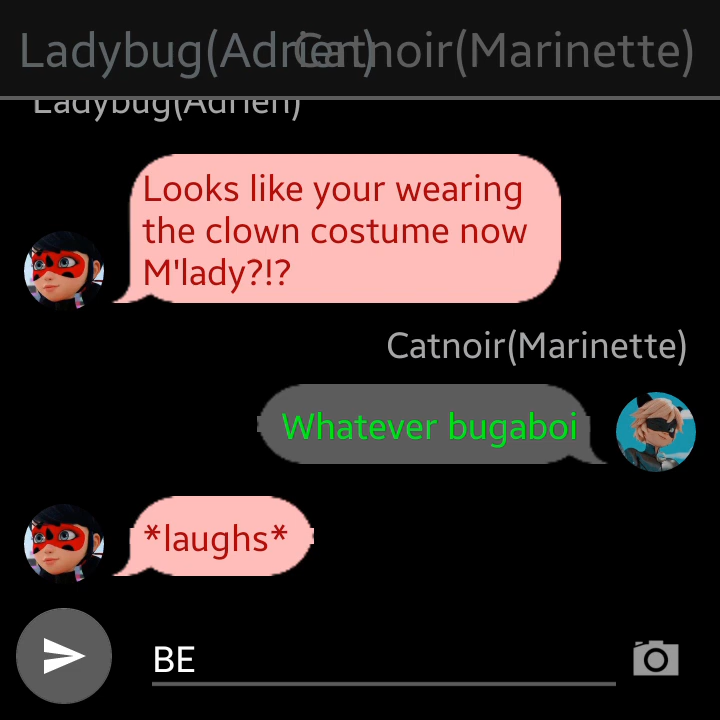 Ladybug(Adrien)
Catnoir(Marinette)
Ladybug(Adrien)
Looks like your wearing
the clown costume now
M'lady?!?
Catnoir(Marinette)
Whatever bugaboi
*laughs*
BE